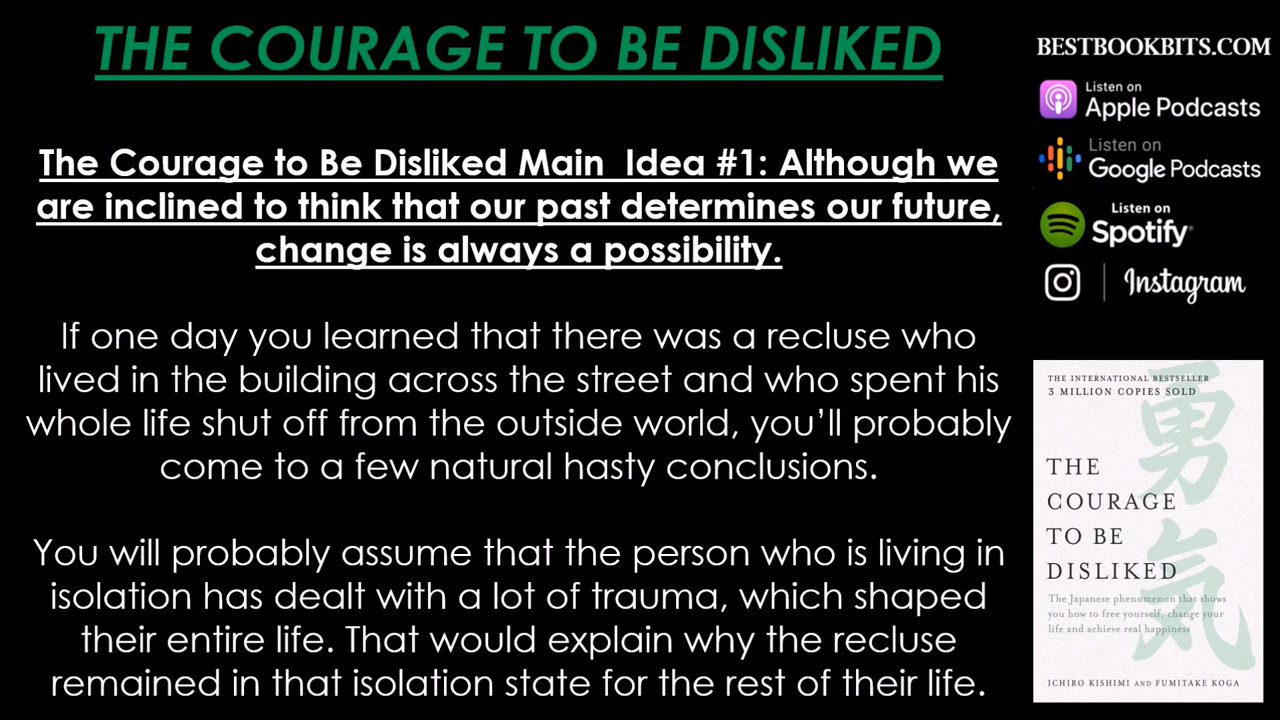 THE COURAGE TO BE DISLIKED
The Courage to Be Disliked Main  Idea #1: Although we
are inclined to think that our past determines our future,
change is always a possibility.
If one day you learned that there was a recluse who
lived in the building across the street and who spent his
whole life shut off from the outside world, you’ll probably
come to a few natural hasty conclusions.
You will probably assume that the person who is living in
isolation has dealt with a lot of trauma, which shaped
their entire life. That would explain why the recluse
remained in that isolation state for the rest of their life.
BESTBOOKBITS.COM
Listen on
Apple Podcasts
Listen on
Google Podcasts
Listen on
Spotify
Instagram
THE INTERNATIONAL BESTSELLER
3 MILLION COPIES SOLD
勇気
THE
COURAGE
TO BE
DISLIKED
The Japanese phenomenon that shows
you how to free yourself, change your
life and achieve real happiness
ICHIRO KISHIMI AND FUMITAKE KOGA